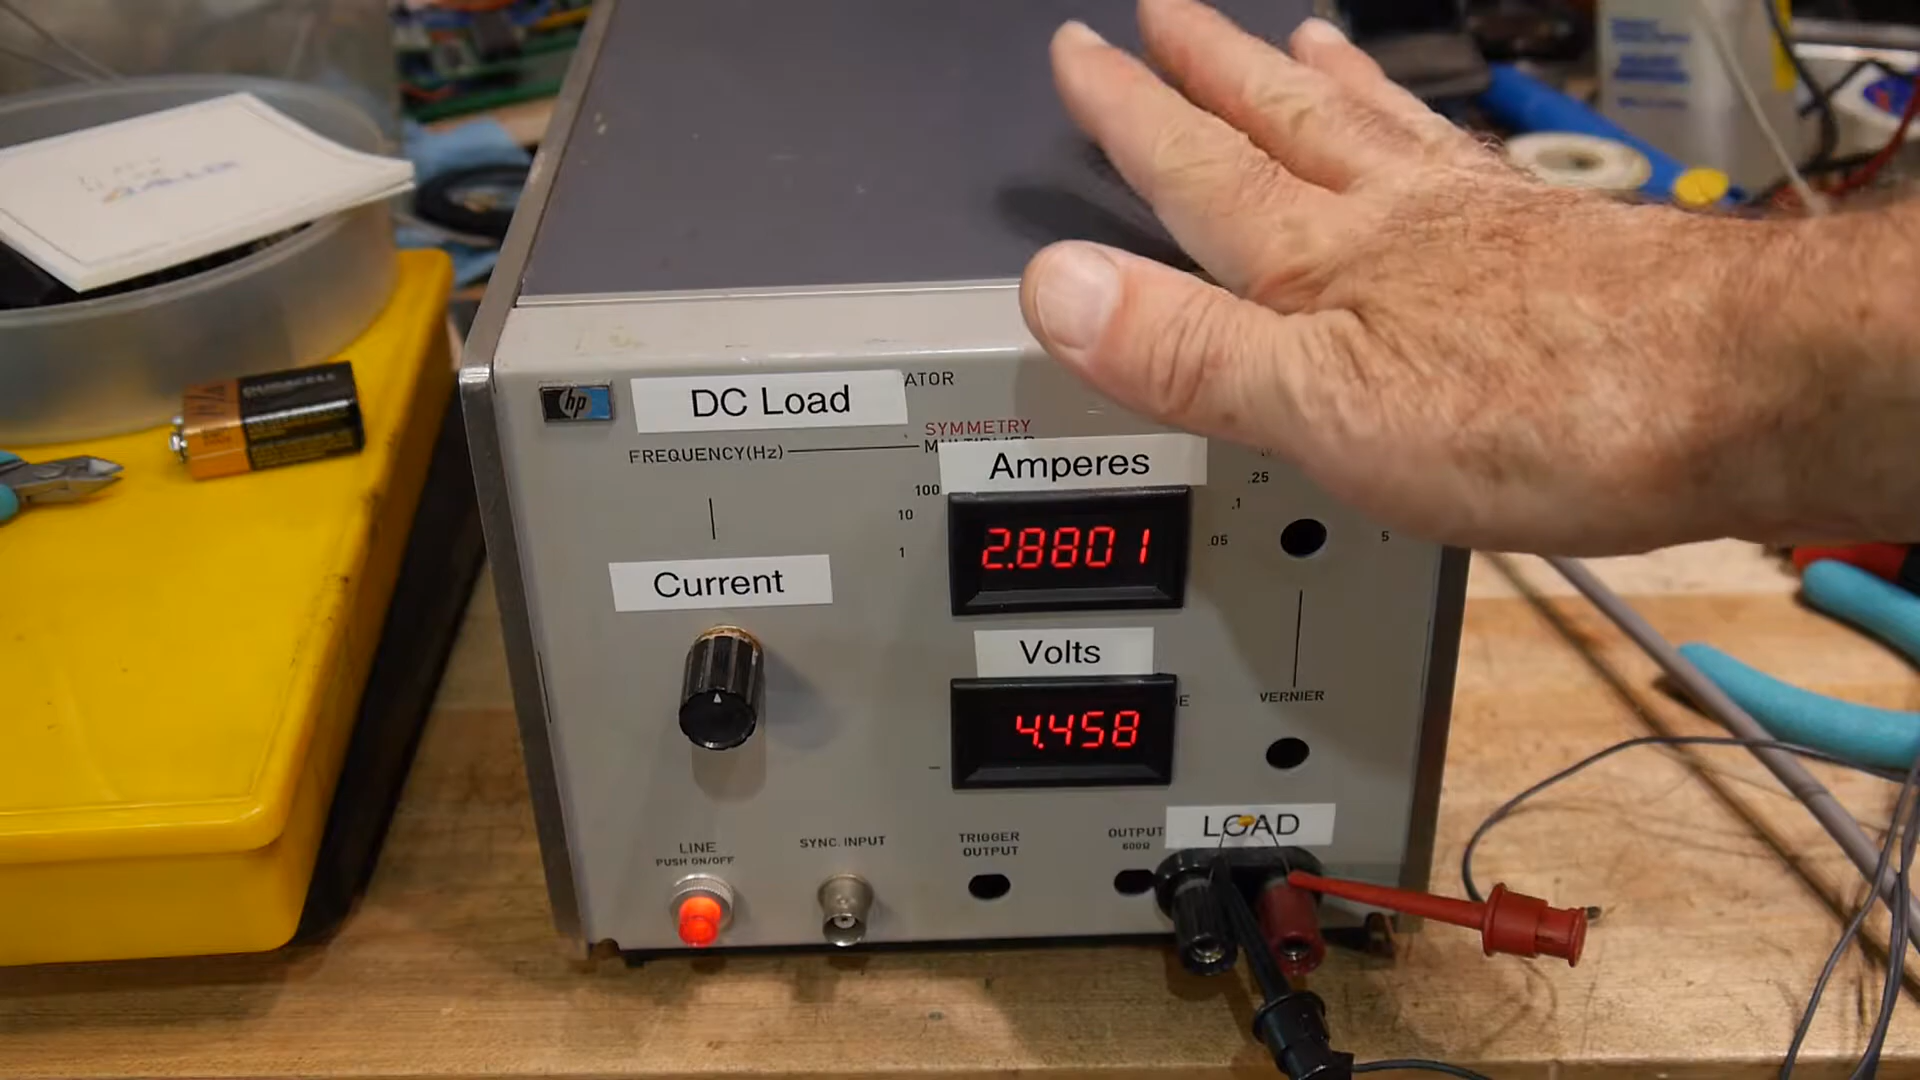 hp
DC Load
ATOR
SYMMETRY
FREQUENCY(Hz)
Amperes
100
10
1
2.8801
.25
.1
.05
5
Current
Volts
4.458
VERNIER
LINE
PUSH ON/OFF
SYNC. INPUT
TRIGGER
OUTPUT
OUTPUT
600Ω
LOAD
DURACELL